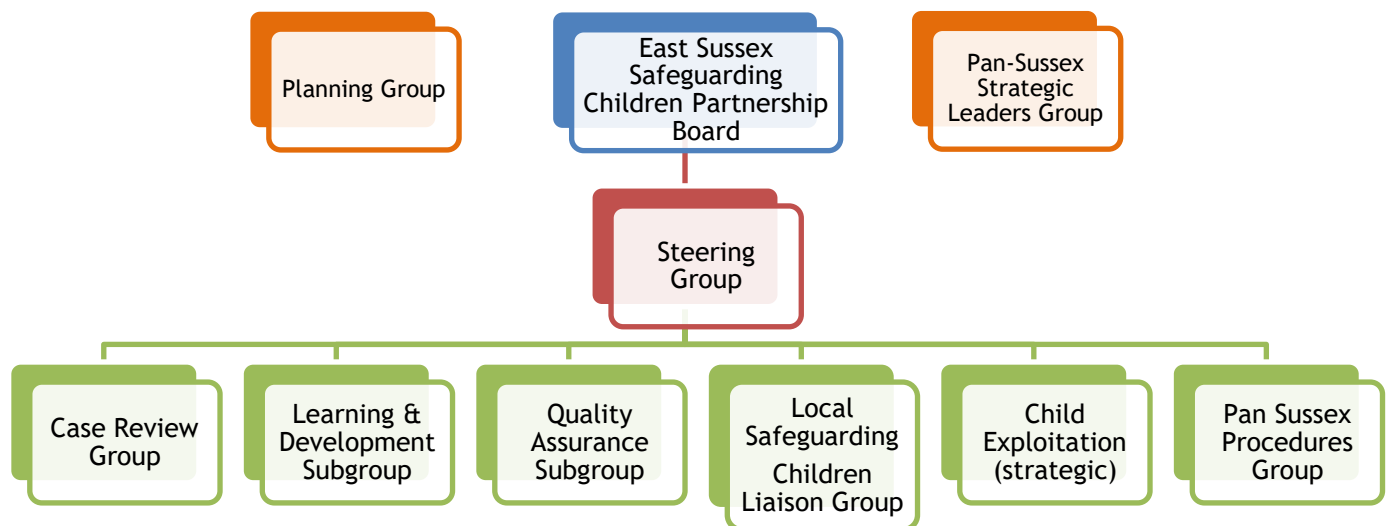 Planning Group
East Sussex
Safeguarding
Children Partnership
Board
Pan-Sussex
Strategic
Leaders Group
Steering
Group
Case Review
Group
Learning &
Development
Subgroup
Quality
Assurance
Subgroup
Local
Safeguarding
Children
Liaison Group
Child
Exploitation
(strategic)
Pan Sussex
Procedures
Group